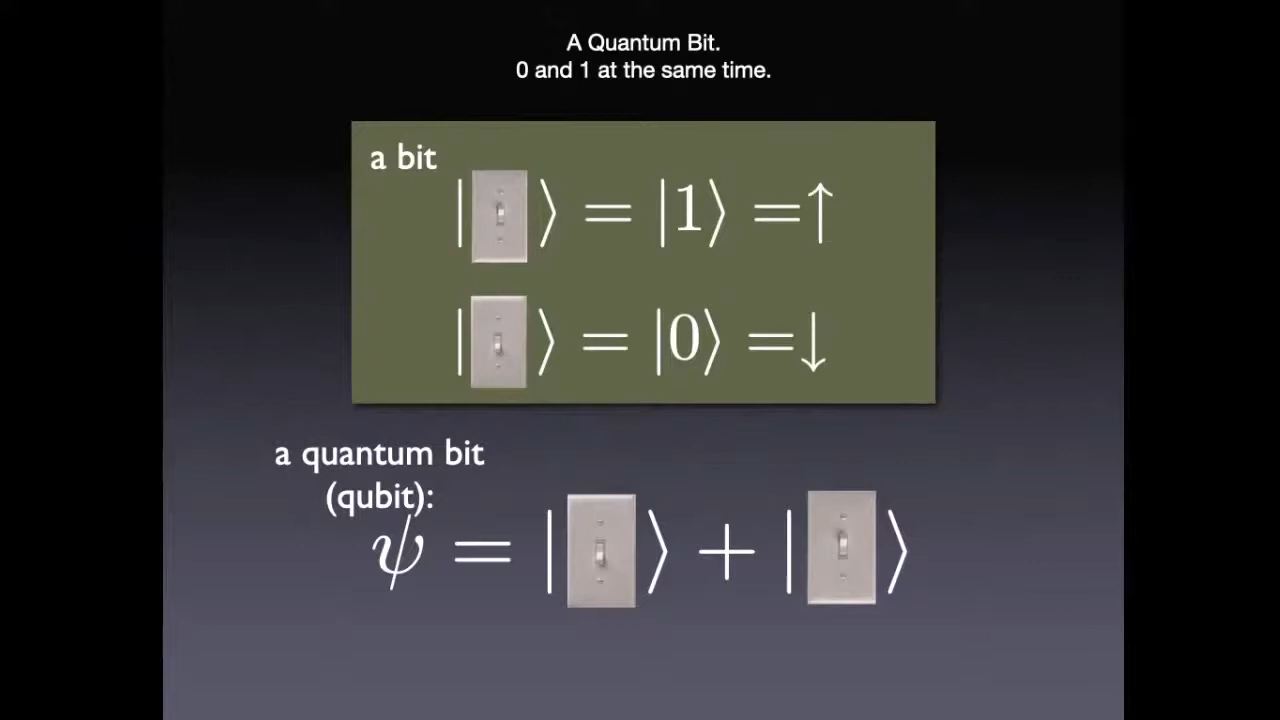 A Quantum Bit.
0 and 1 at the same time.
a bit
| ⟩ = |1⟩ =↑
| ⟩ = |0⟩ =↓
a quantum bit
(qubit):
ψ = | ⟩ + | ⟩